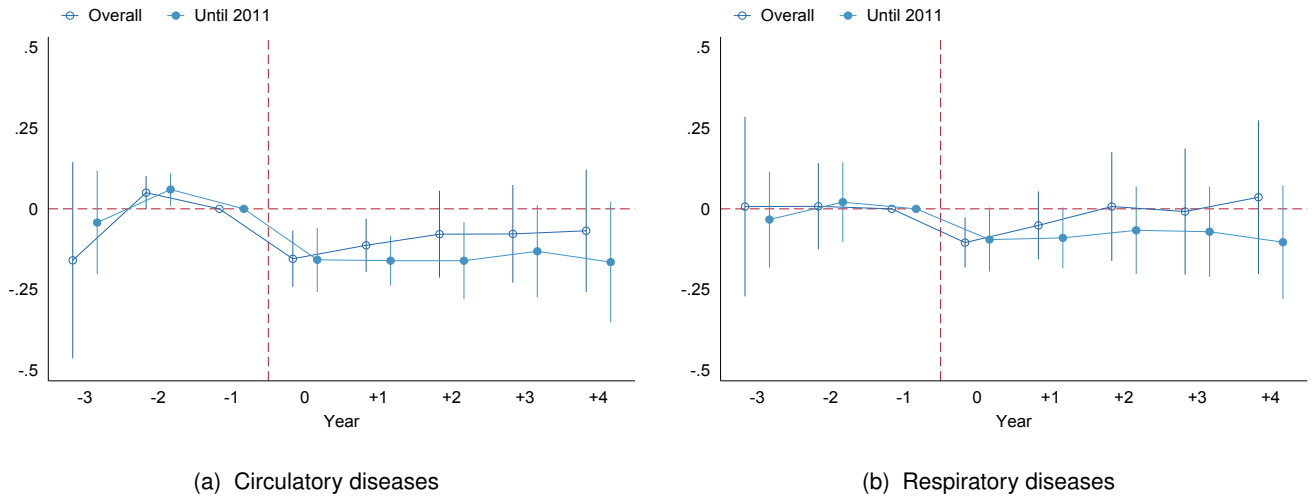 Overall Until 2011
.5
.25
0
-.25
-.5
-3 -2 -1 0 +1 +2 +3 +4
Year
(a) Circulatory diseases
Overall Until 2011
.5
.25
0
-.25
-.5
-3 -2 -1 0 +1 +2 +3 +4
Year
(b) Respiratory diseases